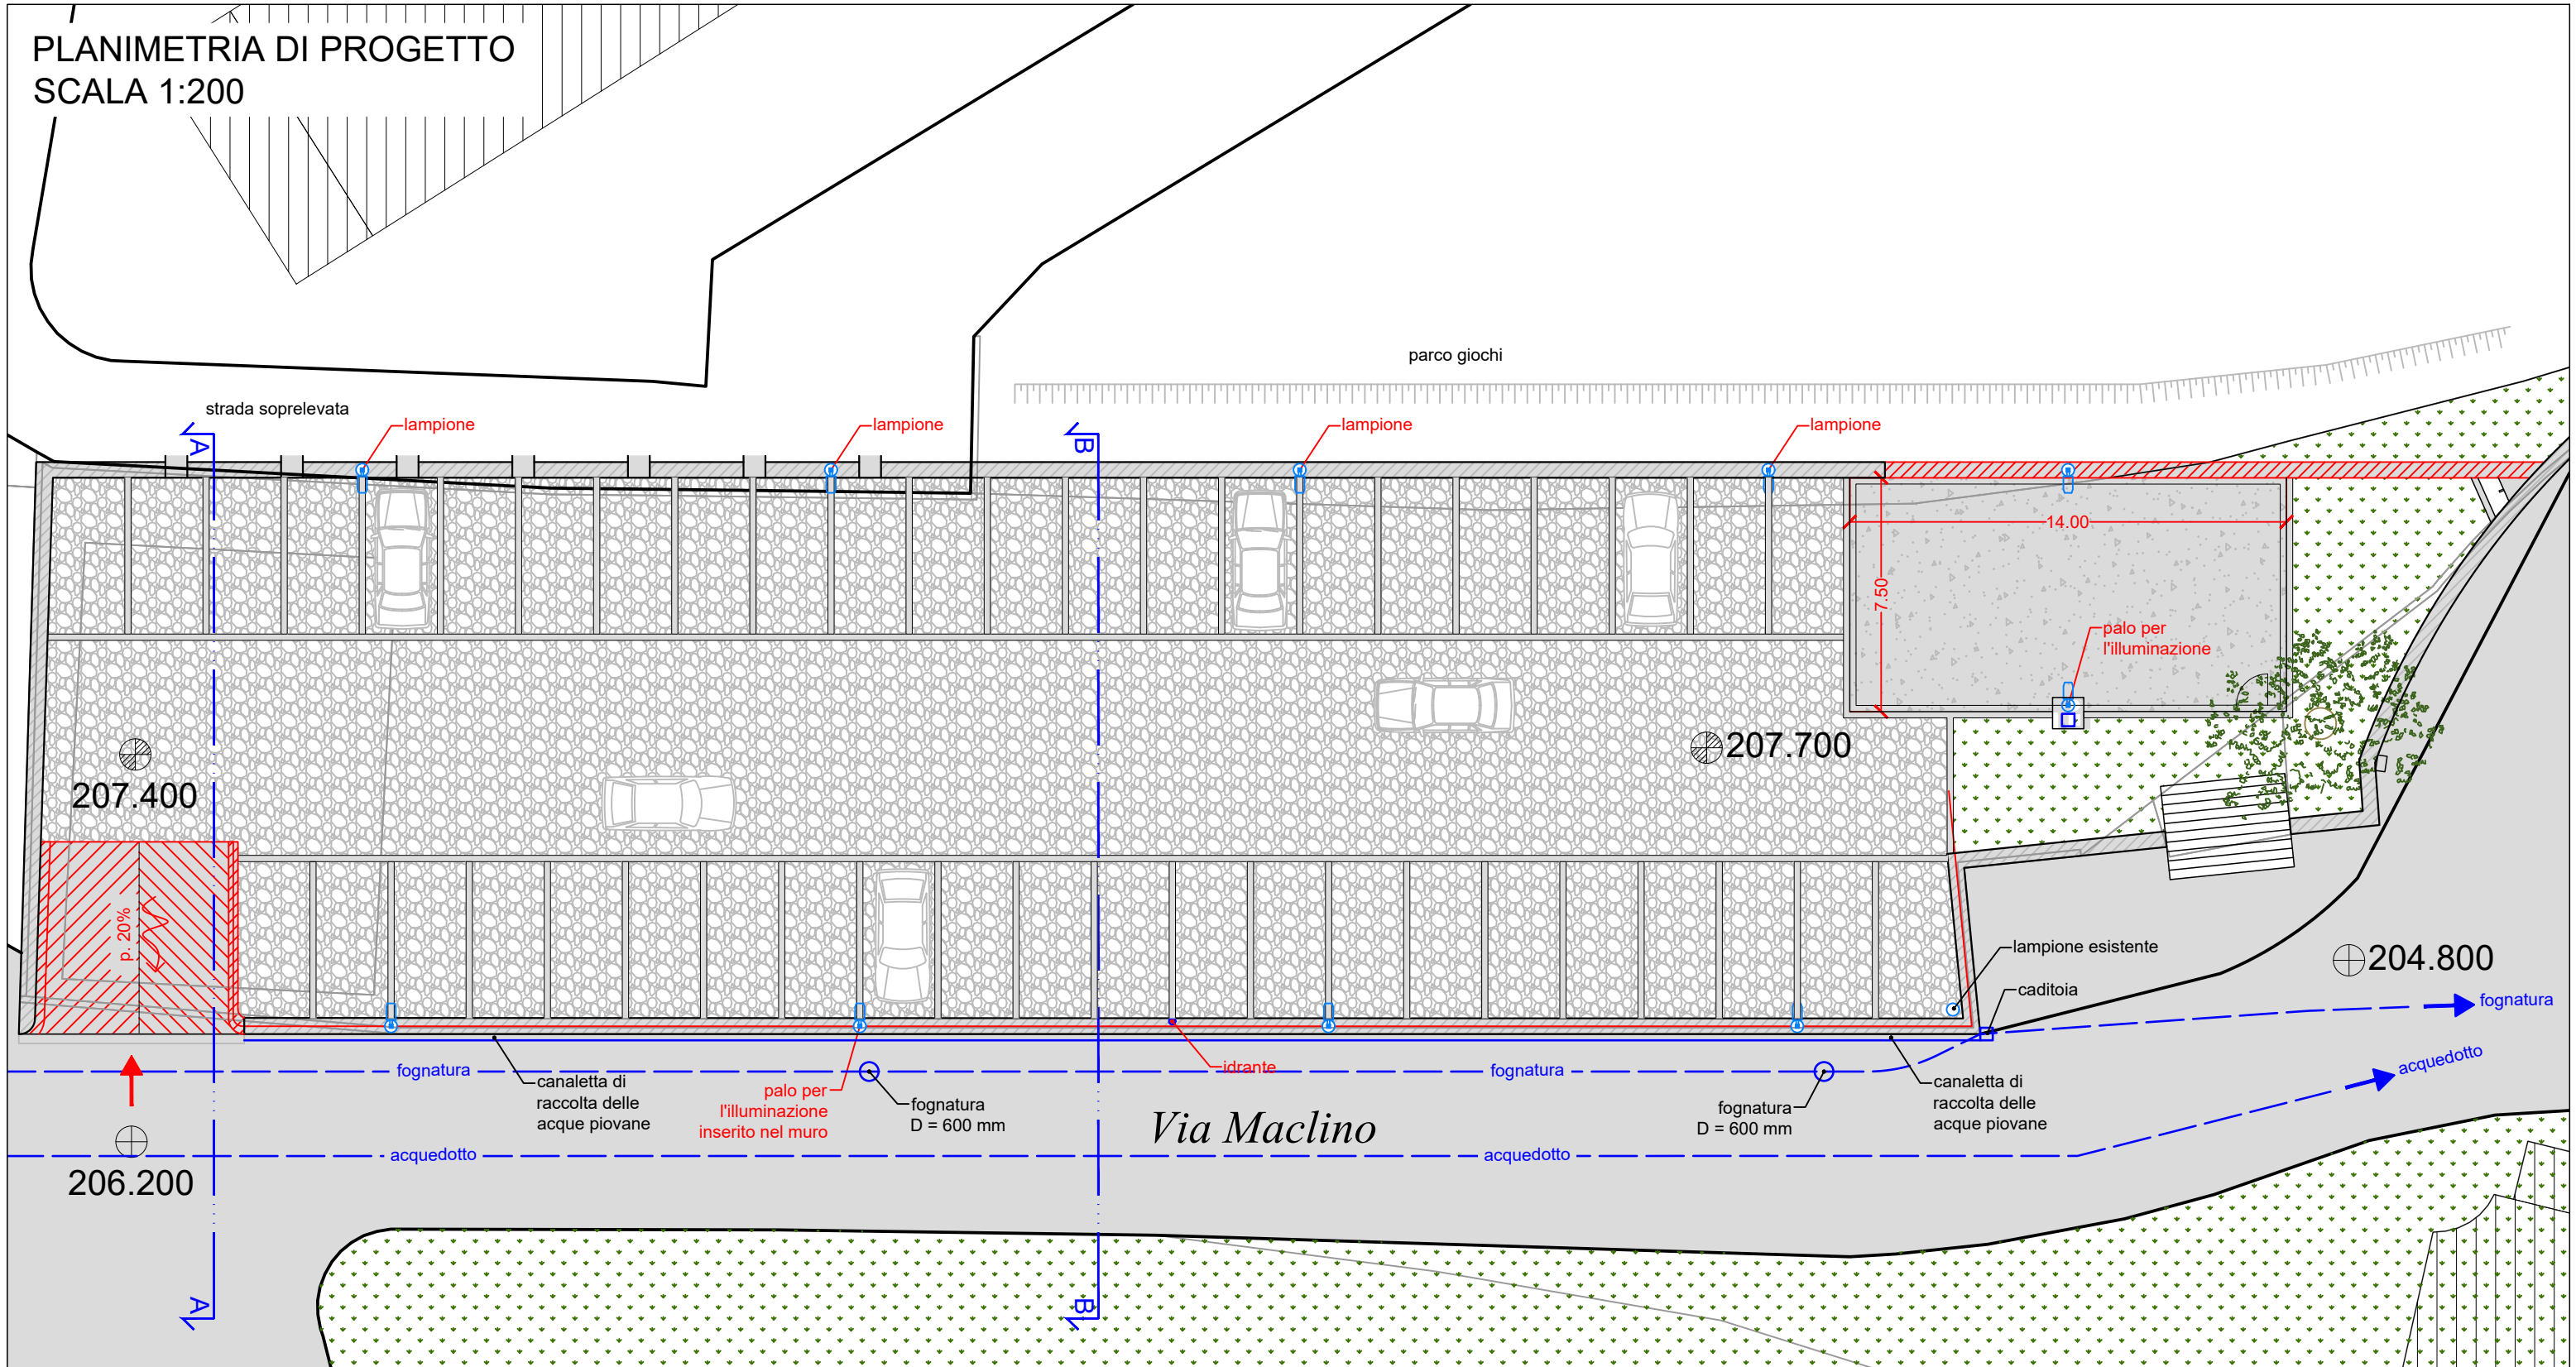 PLANIMETRIA DI PROGETTO
SCALA 1:200
parco giochi
strada soprelevata
lampione
lampione
lampione
lampione
A
B
14.00
7.50
palo per
l'illuminazione
207.400
207.700
p. 20%
lampione esistente
204.800
caditoia
fognatura
acquedotto
fognatura
canaletta di
raccolta delle
acque piovane
palo per
l'illuminazione
inserito nel muro
fognatura
D = 600 mm
idrante
Via Maclino
fognatura
fognatura
D = 600 mm
canaletta di
raccolta delle
acque piovane
acquedotto
acquedotto
206.200
A
B